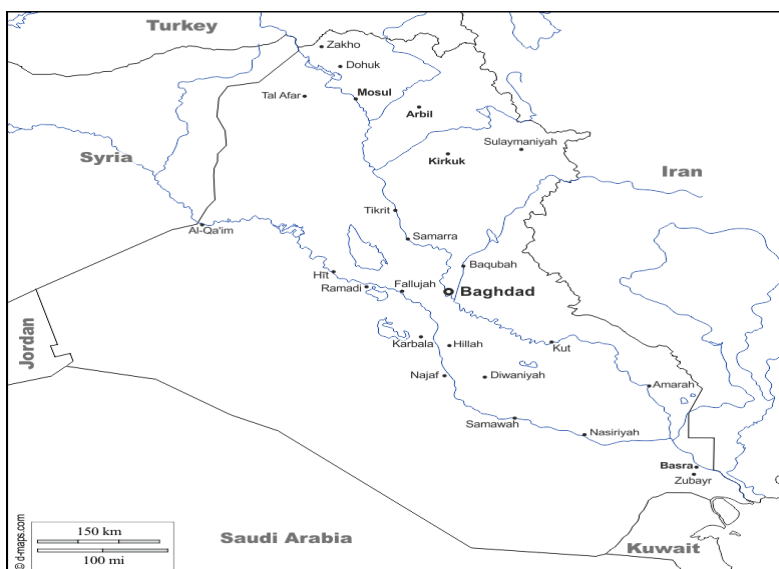 Turkey
Zakho
Dohuk
Tal Afar
Mosul
Arbil
Syria
Kirkuk
Sulaymaniyah
Iran
Tikrit
Al-Qa'im
Samarra
Baqubah
Hīt
Ramadi
Fallujah
Baghdad
Jordan
Karbala
Hillah
Kut
Najaf
Diwaniyah
Amarah
Samawah
Nasiriyah
Basra
Zubayr
150 km
100 mi
Saudi Arabia
Kuwait
© d-maps.com